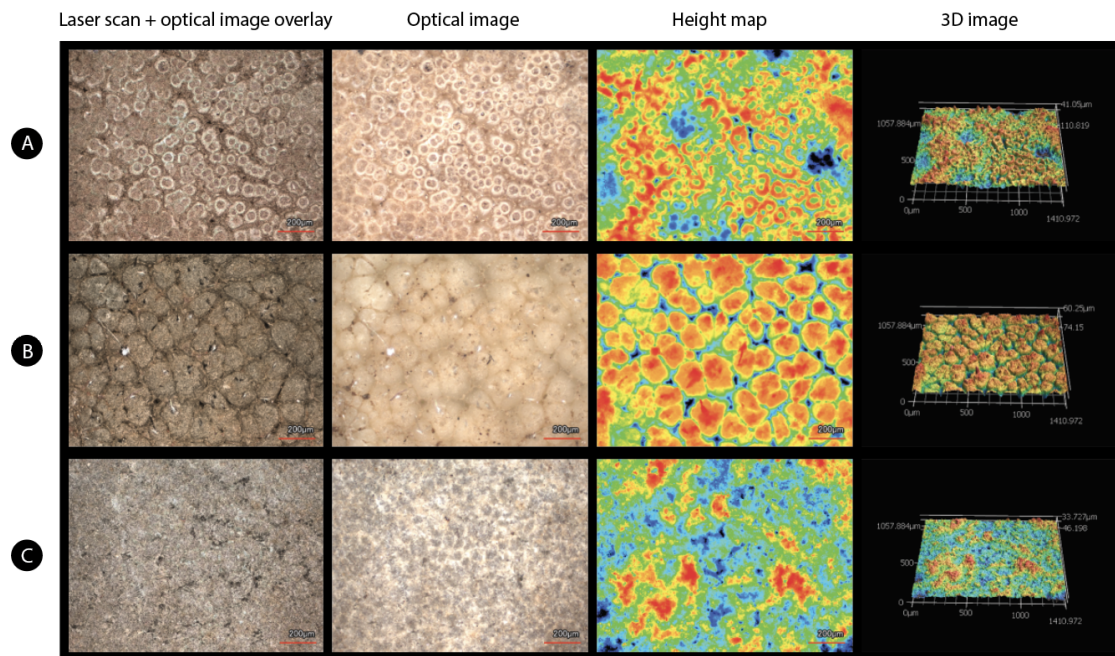 Laser scan + optical image overlay
Optical image
Height map
3D image
A
200μm
200μm
200μm
41.05μm
110.819
1057.884μm
500
0
0μm
500
1000
1410.972
B
200μm
200μm
200μm
60.25μm
74.15
1057.884μm
500
0
0μm
500
1000
1410.972
C
200μm
200μm
200μm
33.727μm
46.198
1057.884μm
500
0
0μm
500
1000
1410.972